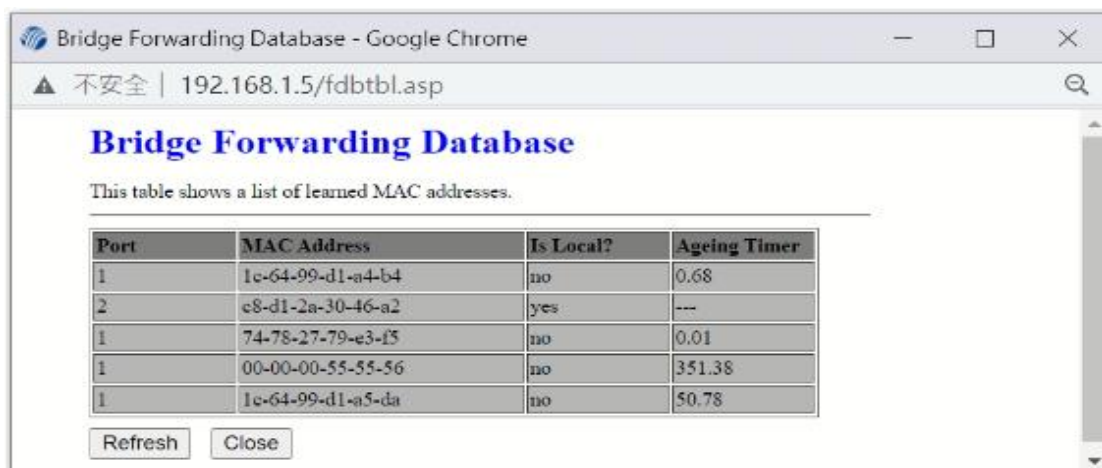 Bridge Forwarding Database - Google Chrome
不安全 | 192.168.1.5/fdbtbl.asp
Bridge Forwarding Database
This table shows a list of learned MAC addresses.
Port MAC Address Is Local? Ageing Timer
1 1c-64-99-d1-a4-b4 no 0.68
2 c8-d1-2a-30-46-a2 yes ---
1 74-78-27-79-e3-f5 no 0.01
1 00-00-00-55-55-56 no 351.38
1 1c-64-99-d1-a5-da no 50.78
Refresh Close